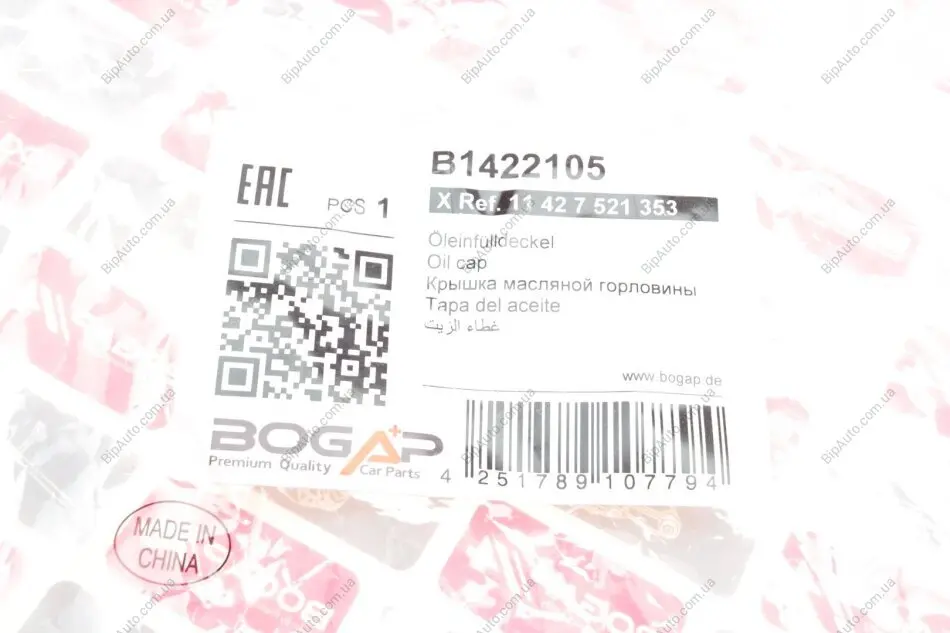 EAC
PCS 1
B1422105
X Ref. 11 42 7 521 353
Öleinfülldeckel
Oil cap
Крышка масляной горловины
Tapa del aceite
غطاء الزيت
www.bogap.de
BOGAP
Premium Quality Car Parts
4 251789 107794
MADE IN
CHINA
BipAuto.com.ua